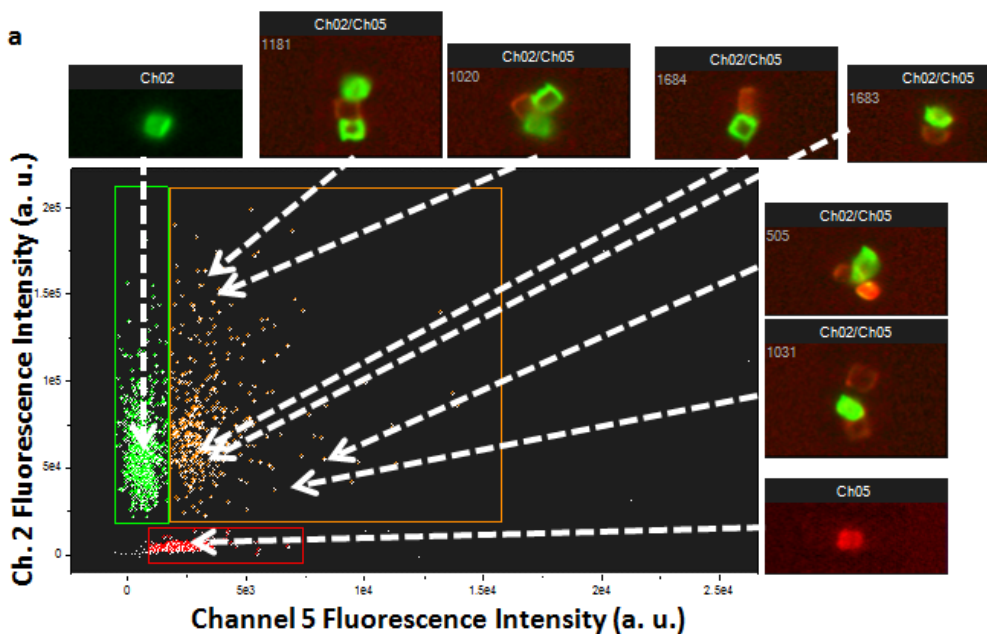 a
Ch02
Ch02/Ch05
1181
Ch02/Ch05
1020
Ch02/Ch05
1684
Ch02/Ch05
1683
Ch02/Ch05
505
Ch02/Ch05
1031
Ch05
Ch. 2 Fluorescence Intensity (a. u.)
2e5
1.5e5
1e5
5e4
0
0
5e3
1e4
1.5e4
2e4
2.5e4
Channel 5 Fluorescence Intensity (a. u.)